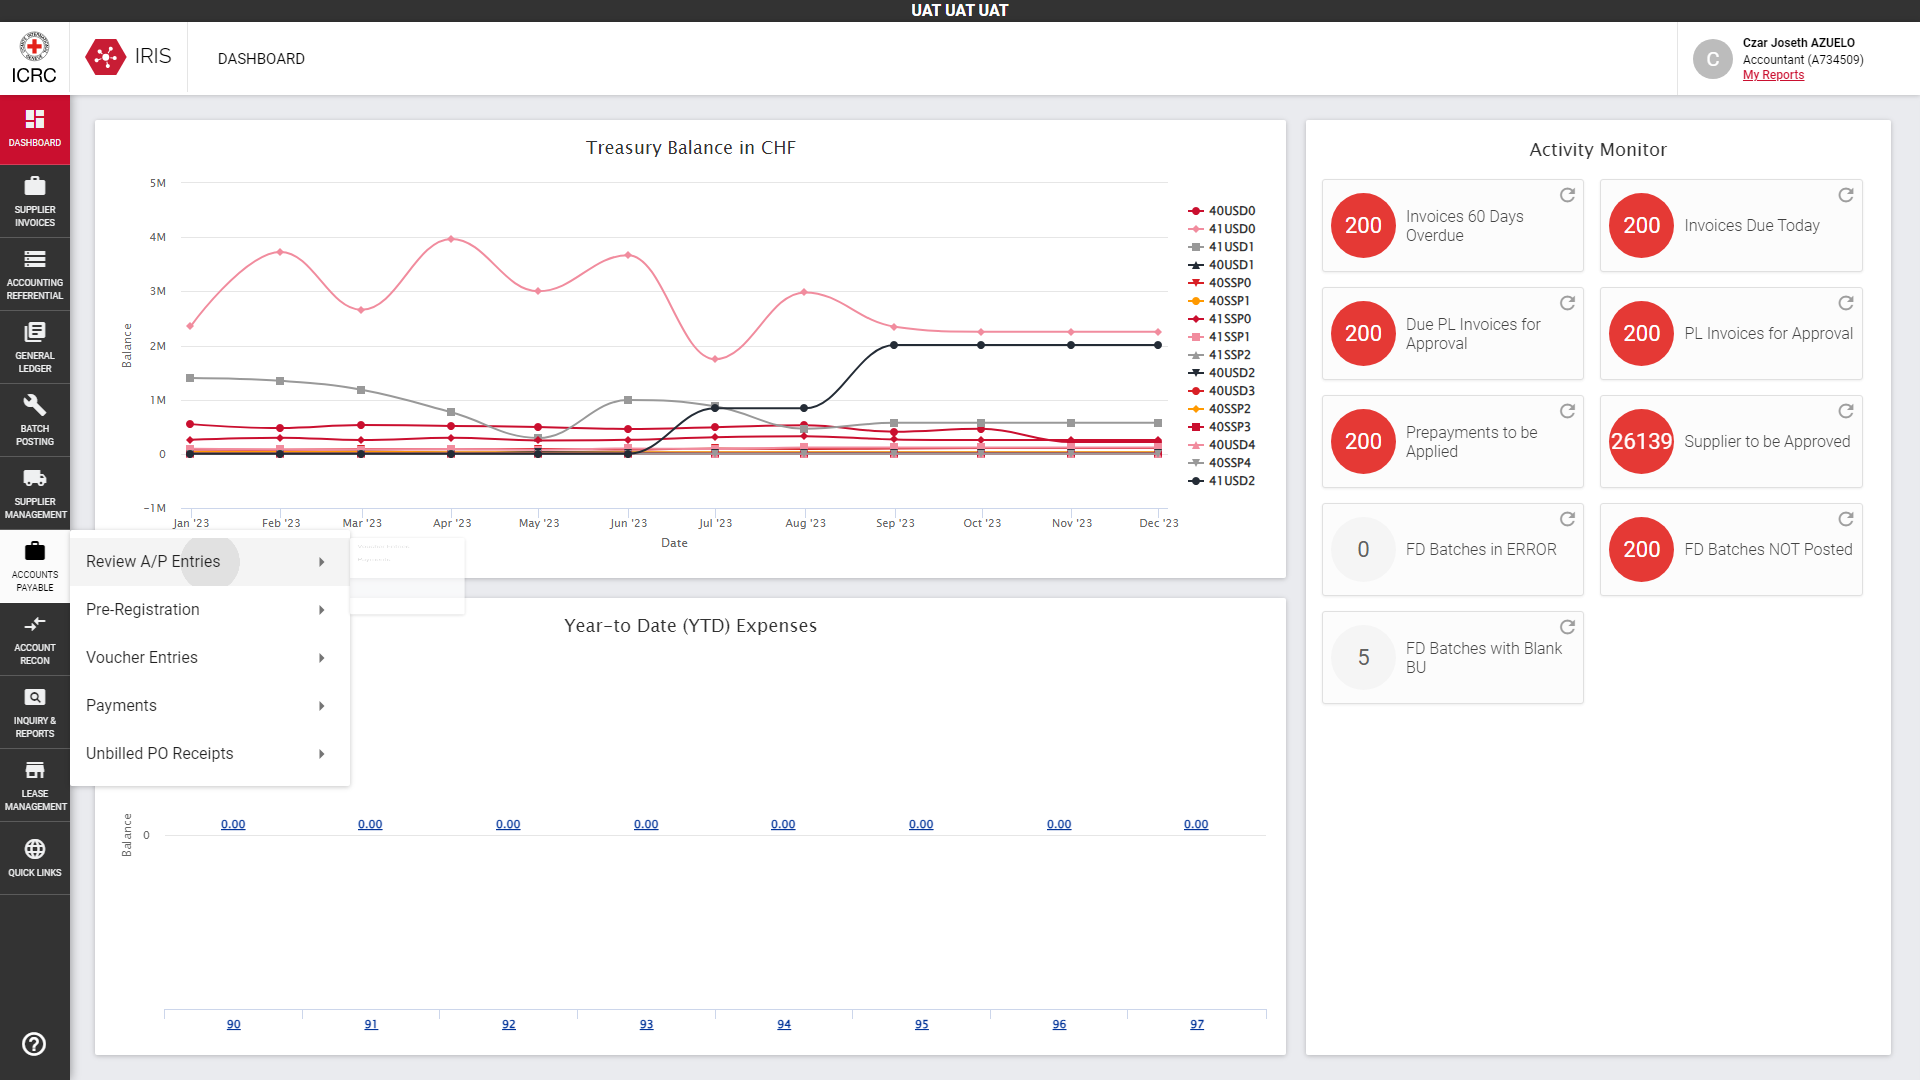 UAT UAT UAT
ICRC
IRIS
DASHBOARD
C
Czar Joseth AZUELO
Accountant (A734509)
My Reports
DASHBOARD
SUPPLIER
INVOICES
ACCOUNTING
REFERENTIAL
GENERAL
LEDGER
BATCH
POSTING
SUPPLIER
MANAGEMENT
ACCOUNTS
PAYABLE
ACCOUNT
RECON
INQUIRY &
REPORTS
LEASE
MANAGEMENT
QUICK LINKS
Review A/P Entries
Pre-Registration
Voucher Entries
Payments
Unbilled PO Receipts
Treasury Balance in CHF
Balance
5M
4M
3M
2M
1M
0
-1M
Jan '23
Feb '23
Mar '23
Apr '23
May '23
Jun '23
Jul '23
Aug '23
Sep '23
Oct '23
Nov '23
Dec '23
Date
40USD0
41USD0
41USD1
40USD1
40SSP0
40SSP1
41SSP0
41SSP1
41SSP2
40USD2
40USD3
40SSP2
40SSP3
40USD4
40SSP4
41USD2
Year-to Date (YTD) Expenses
Balance
0
0.00
0.00
0.00
0.00
0.00
0.00
0.00
0.00
90
91
92
93
94
95
96
97
Activity Monitor
200
Invoices 60 Days
Overdue
200
Invoices Due Today
200
Due PL Invoices for
Approval
200
PL Invoices for Approval
200
Prepayments to be
Applied
26139
Supplier to be Approved
0
FD Batches in ERROR
200
FD Batches NOT Posted
5
FD Batches with Blank
BU